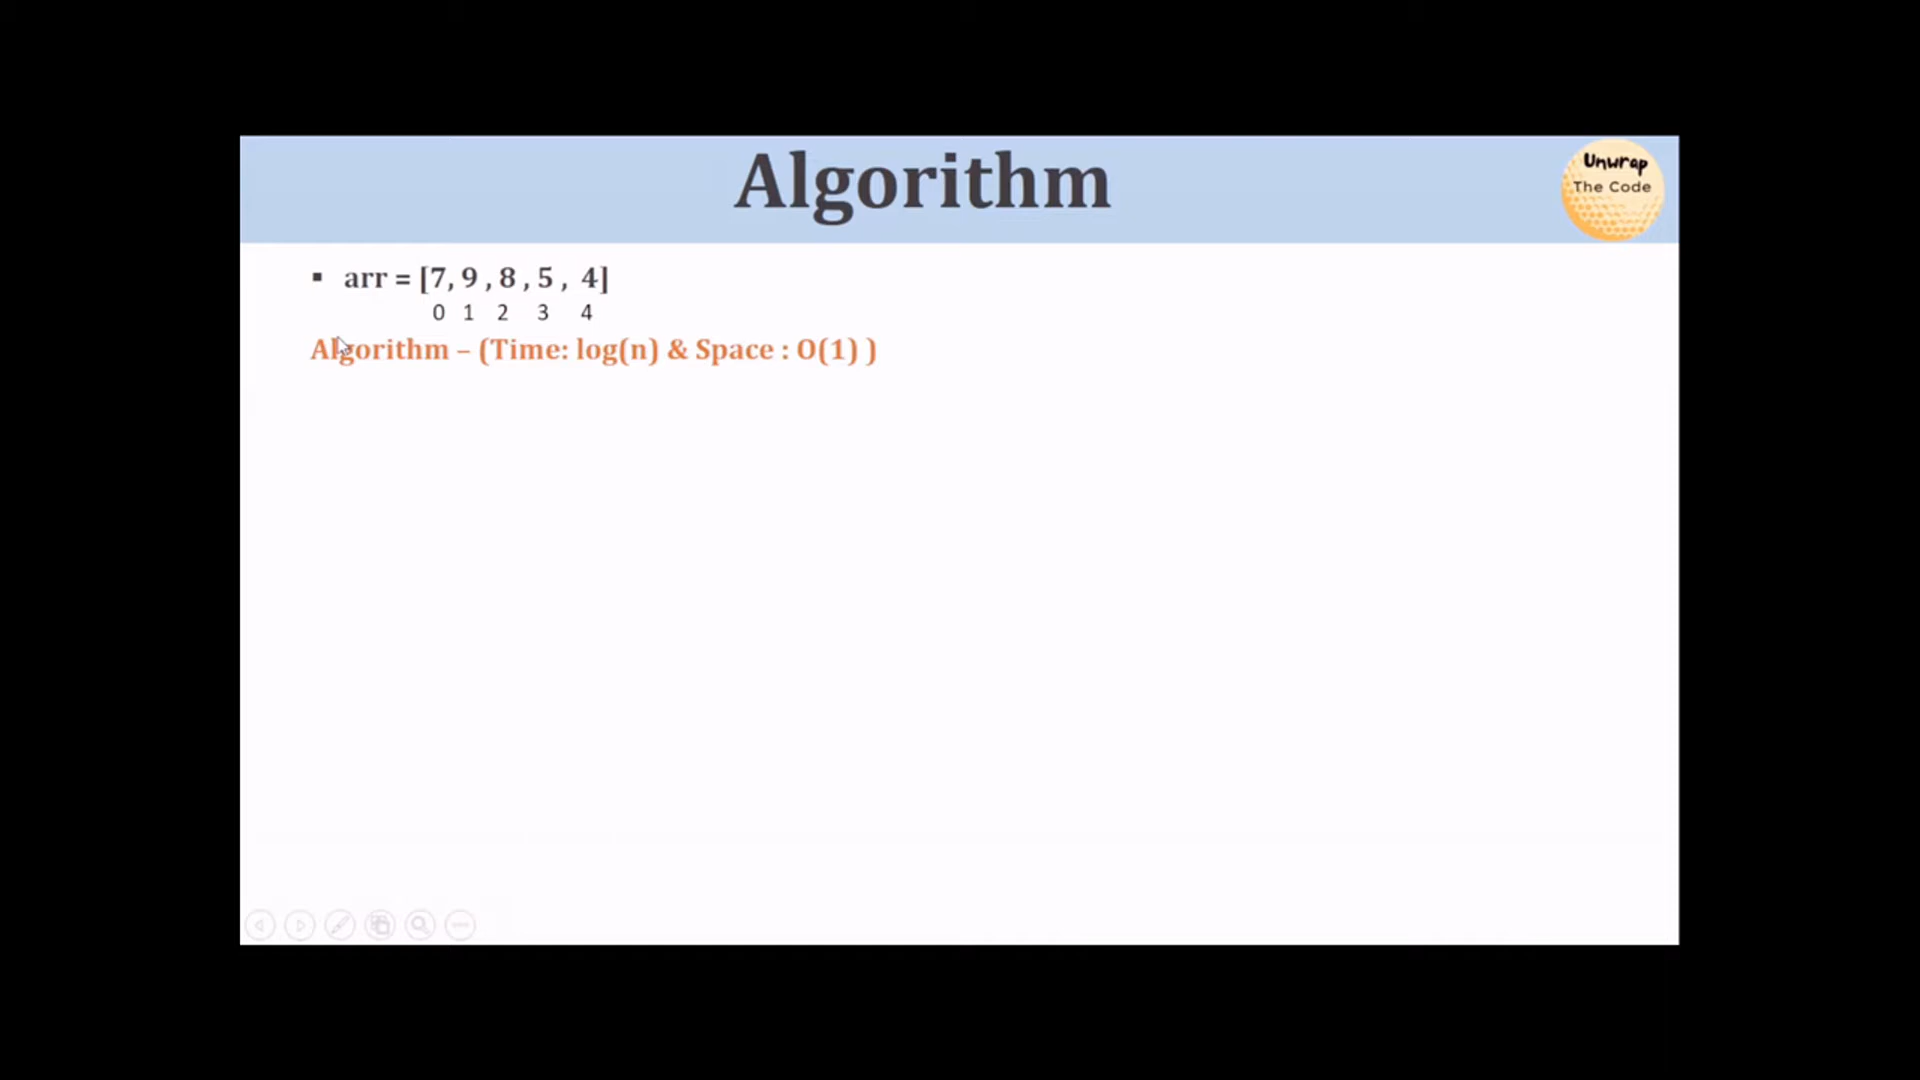 Algorithm
Unwrap
The Code
▪ arr = [7, 9 , 8 , 5 ,  4]
0 1 2 3 4
Algorithm – (Time: log(n) & Space : O(1) )